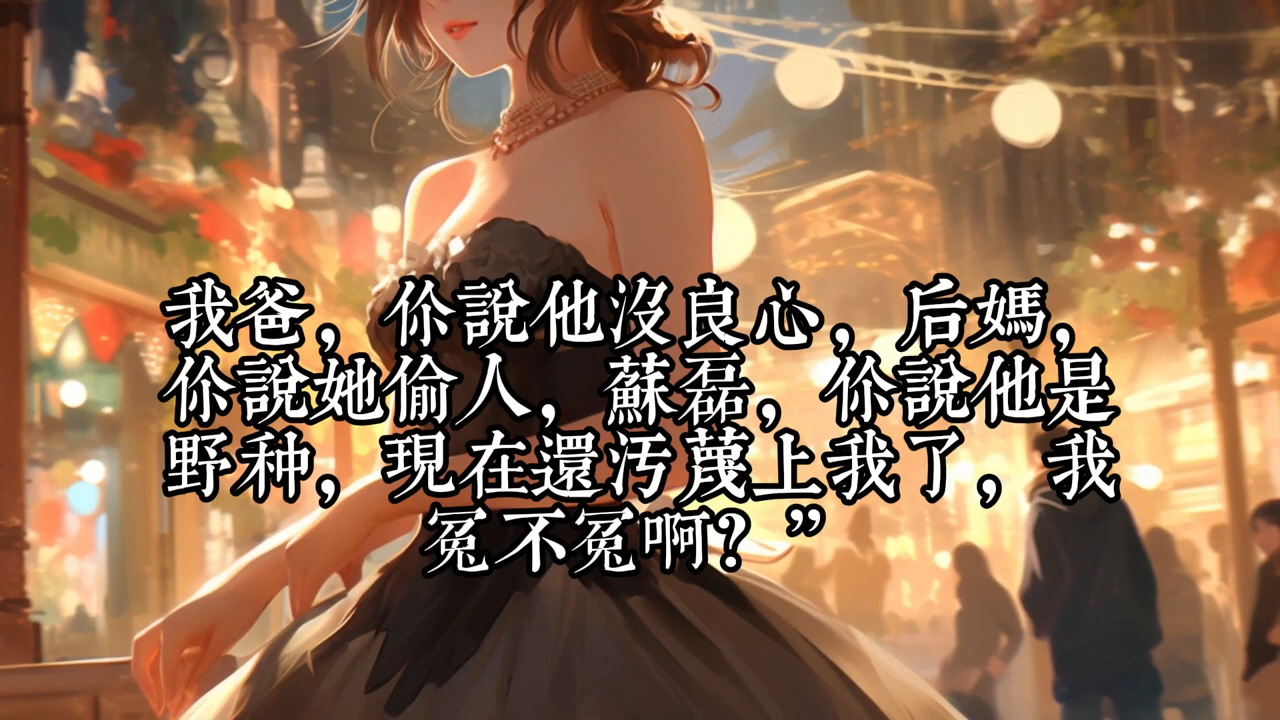 我爸，你說他沒良心，后媽，
你說她偷人，蘇磊，你說他是
野种，現在還汚蔑上我了，我
冤不冤啊？”